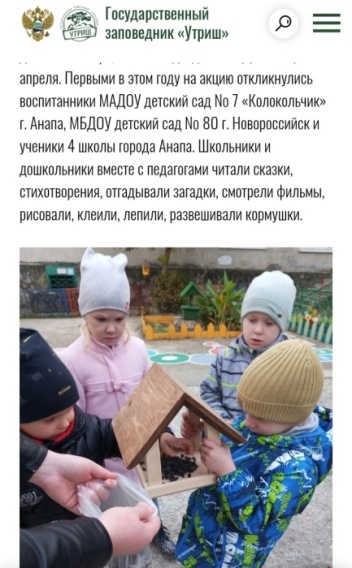 Государственный
заповедник «Утриш»
УТРИШ
апреля. Первыми в этом году на акцию откликнулись
воспитанники МАДОУ детский сад No 7 «Колокольчик»
г. Анапа, МБДОУ детский сад No 80 г. Новороссийск и
ученики 4 школы города Анапа. Школьники и
дошкольники вместе с педагогами читали сказки,
стихотворения, отгадывали загадки, смотрели фильмы,
рисовали, клеили, лепили, развешивали кормушки.